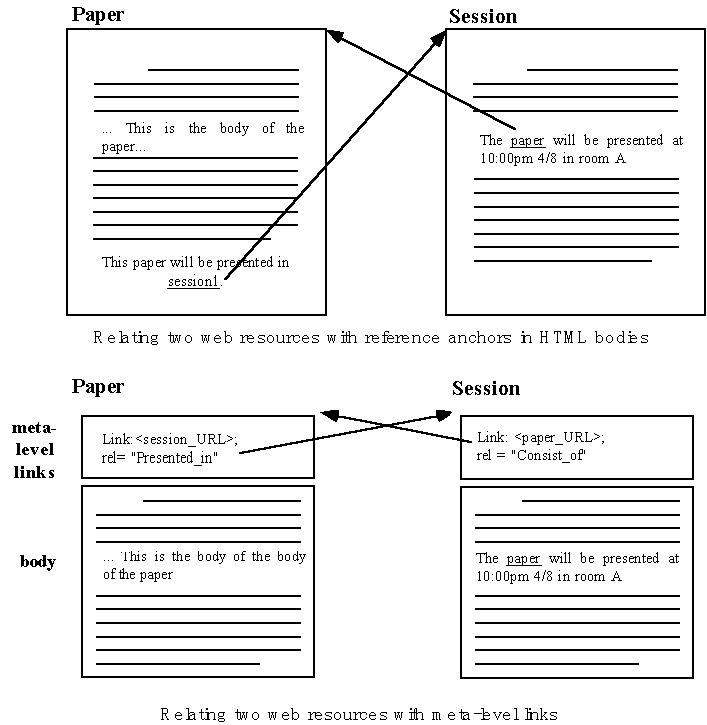 Paper
Session
... This is the body of the
paper...
The paper will be presented at
10:00pm 4/8 in room A
This paper will be presented in
session1.
Relating two web resources with reference anchors in HTML bodies
Paper
Session
meta-
level
links
Link: <session_URL>;
rel= "Presented_in"
Link: <paper_URL>;
rel = "Consist_of"
body
... This is the body of the body
of the paper
The paper will be presented at
10:00pm 4/8 in room A
Relating two web resources with meta-level links